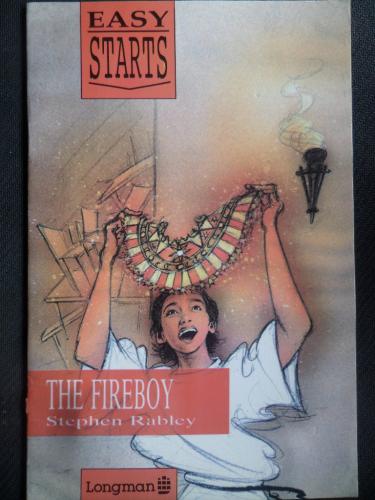 EASY
STARTS
THE FIREBOY
Stephen Rabley
Longman